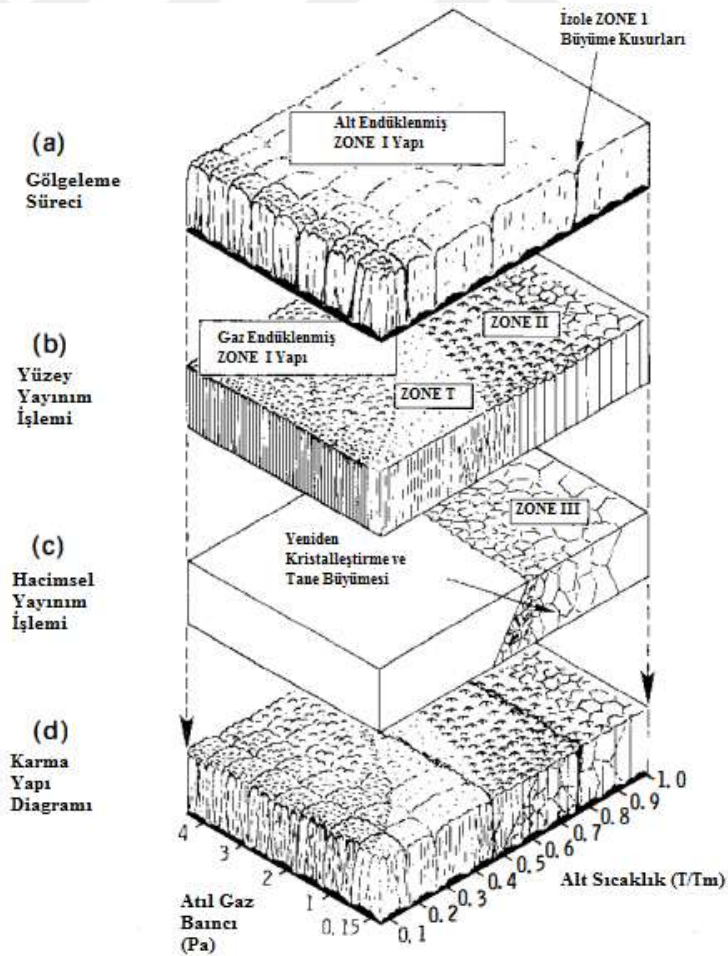 İzole ZONE 1
Büyüme Kusurları
(a)
Gölgeleme
Süreci
Alt Endüklenmiş
ZONE I Yapı
(b)
Yüzey
Yayınım
İşlemi
Gaz Endüklenmiş
ZONE I Yapı
ZONE II
ZONE T
(c)
Hacimsel
Yayınım
İşlemi
Yeniden
Kristalleştirme ve
Tane Büyümesi
ZONE III
(d)
Karma
Yapı
Diagramı
4
3
2
1
0.15
0.1
0.2
0.3
0.4
0.5
0.6
0.7
0.8
0.9
1.0
Atıl Gaz
Baıncı
(Pa)
Alt Sıcaklık (T/Tm)